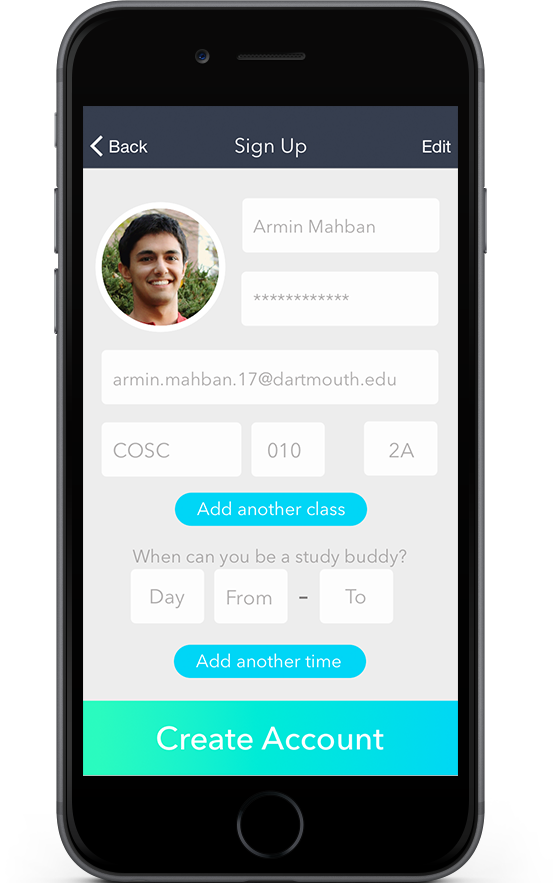 Back Sign Up Edit
Armin Mahban
************
armin.mahban.17@dartmouth.edu
COSC 010 2A
Add another class
When can you be a study buddy?
Day From – To
Add another time
Create Account